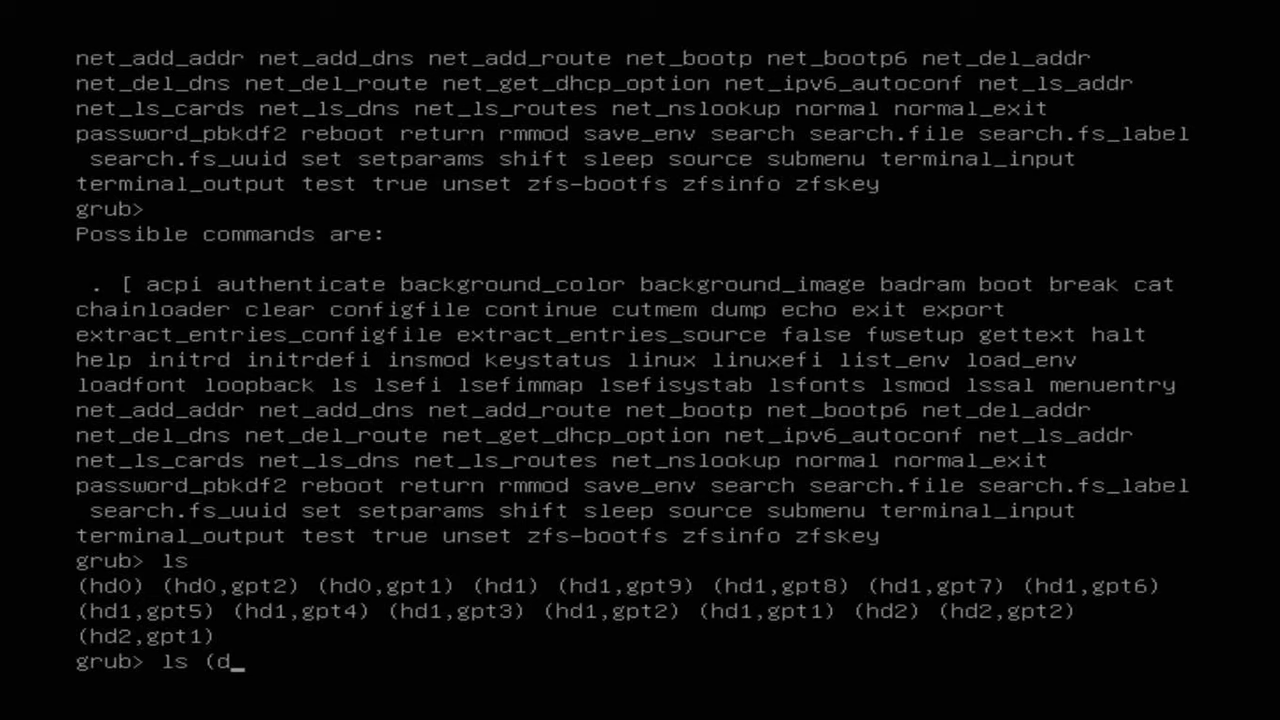 net_add_addr net_add_dns net_add_route net_bootp net_bootp6 net_del_addr
net_del_dns net_del_route net_get_dhcp_option net_ipv6_autoconf net_ls_addr
net_ls_cards net_ls_dns net_ls_routes net_nslookup normal normal_exit
password_pbkdf2 reboot return rmmod save_env search search.file search.fs_label
search.fs_uuid set setparams shift sleep source submenu terminal_input
terminal_output test true unset zfs-bootfs zfsinfo zfskey
grub>
Possible commands are:
. [ acpi authenticate background_color background_image badram boot break cat
chainloader clear configfile continue cutmem dump echo exit export
extract_entries_configfile extract_entries_source false fwsetup gettext halt
help initrd initrdefi insmod keystatus linux linuxefi list_env load_env
loadfont loopback ls lsefi lsefimmap lsefisystab lsfonts lsmod lssal menuentry
net_add_addr net_add_dns net_add_route net_bootp net_bootp6 net_del_addr
net_del_dns net_del_route net_get_dhcp_option net_ipv6_autoconf net_ls_addr
net_ls_cards net_ls_dns net_ls_routes net_nslookup normal normal_exit
password_pbkdf2 reboot return rmmod save_env search search.file search.fs_label
search.fs_uuid set setparams shift sleep source submenu terminal_input
terminal_output test true unset zfs-bootfs zfsinfo zfskey
grub> ls
(hd0) (hd0,gpt2) (hd0,gpt1) (hd1) (hd1,gpt9) (hd1,gpt8) (hd1,gpt7) (hd1,gpt6)
(hd1,gpt5) (hd1,gpt4) (hd1,gpt3) (hd1,gpt2) (hd1,gpt1) (hd2) (hd2,gpt2)
(hd2,gpt1)
grub> ls (d_